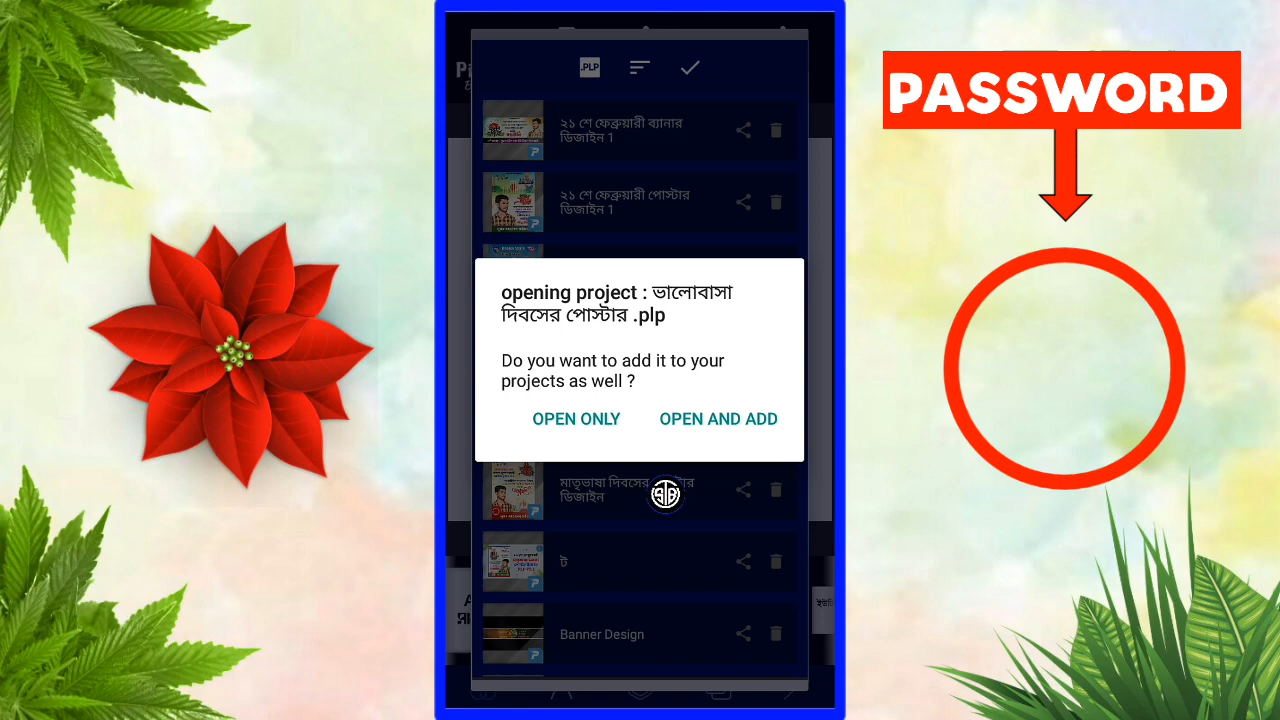 .PLP
২১ শে ফেব্রুয়ারী ব্যানার
ডিজাইন 1
২১ শে ফেব্রুয়ারী পোস্টার
ডিজাইন 1
opening project : ভালোবাসা
দিবসের পোস্টার .plp
Do you want to add it to your
projects as well ?
OPEN ONLY OPEN AND ADD
মাতৃভাষা দিবসের
ডিজাইন
ট
Banner Design
PASSWORD